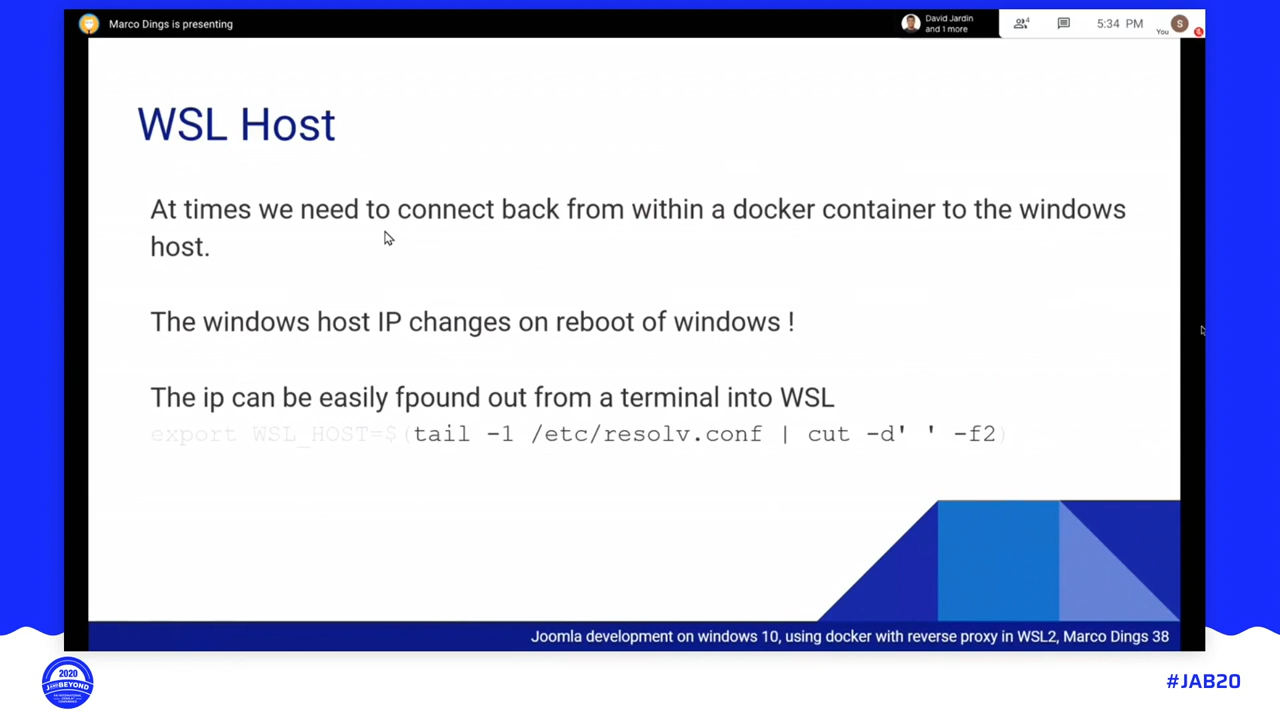 Marco Dings is presenting
David Jardin
and 1 more
4
5:34 PM
You
S
WSL Host
At times we need to connect back from within a docker container to the windows
host.
The windows host IP changes on reboot of windows !
The ip can be easily fpound out from a terminal into WSL
export WSL_HOST=$(tail -1 /etc/resolv.conf | cut -d' ' -f2)
Joomla development on windows 10, using docker with reverse proxy in WSL2, Marco Dings 38
2020
JANDBEYOND
#JAB20